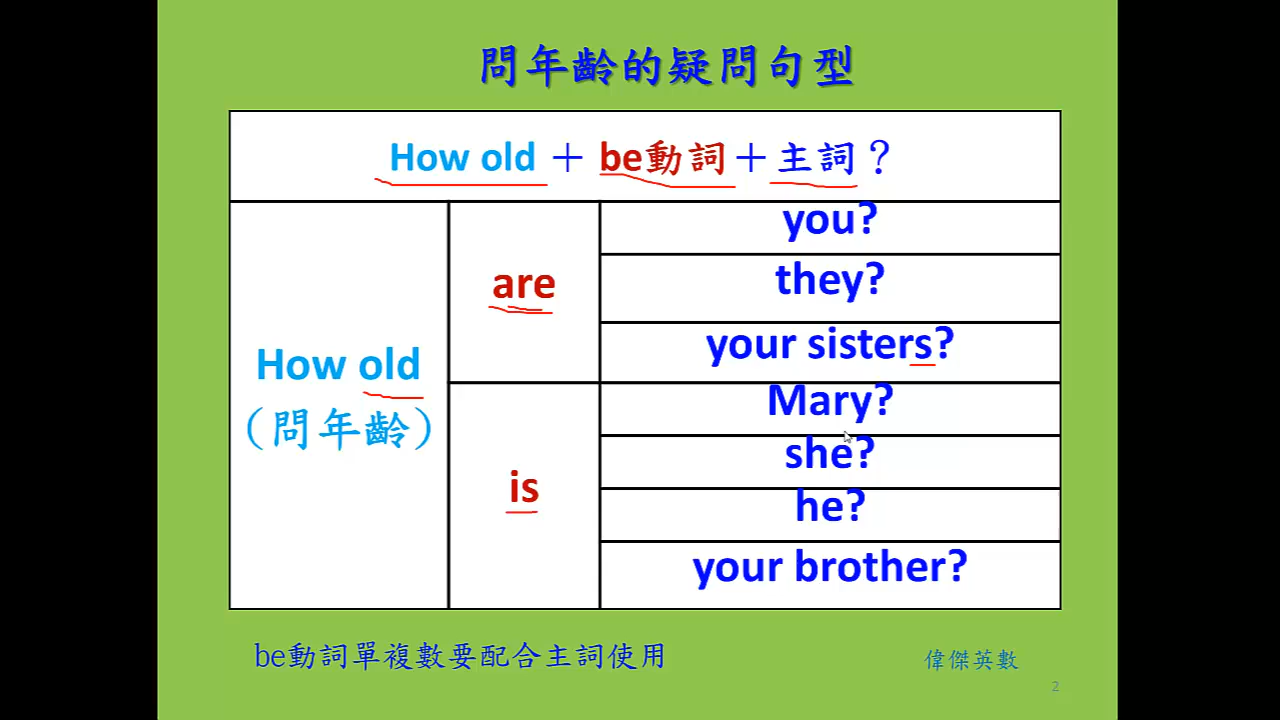 問年齡的疑問句型
How old＋be動詞＋主詞？
How old
（問年齡）
are
you?
they?
your sisters?
is
Mary?
she?
he?
your brother?
be動詞單複數要配合主詞使用
偉傑英數
2